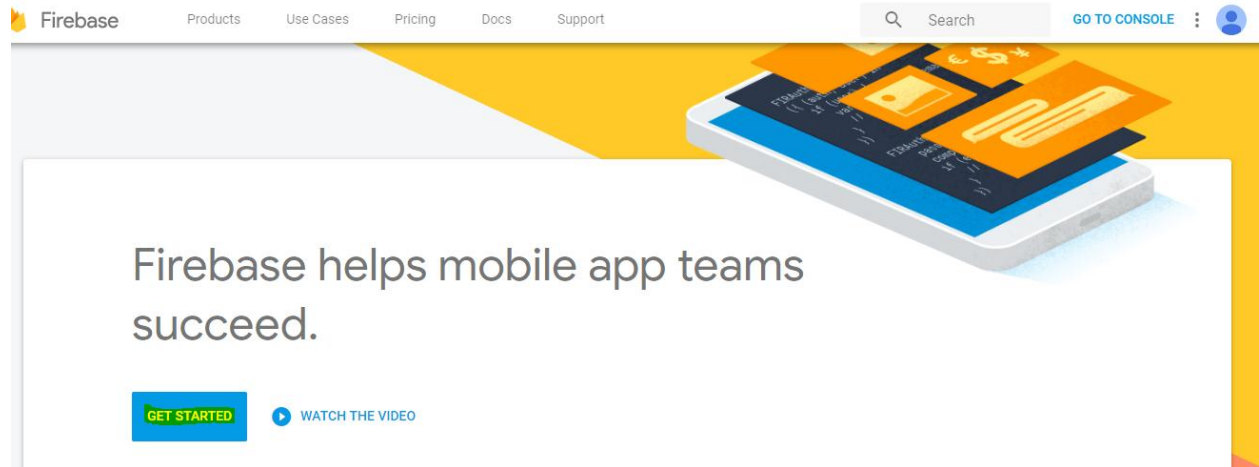 Firebase Products Use Cases Pricing Docs Support Search GO TO CONSOLE
€ $ ¥
Firebase helps mobile app teams
succeed.
GET STARTED WATCH THE VIDEO